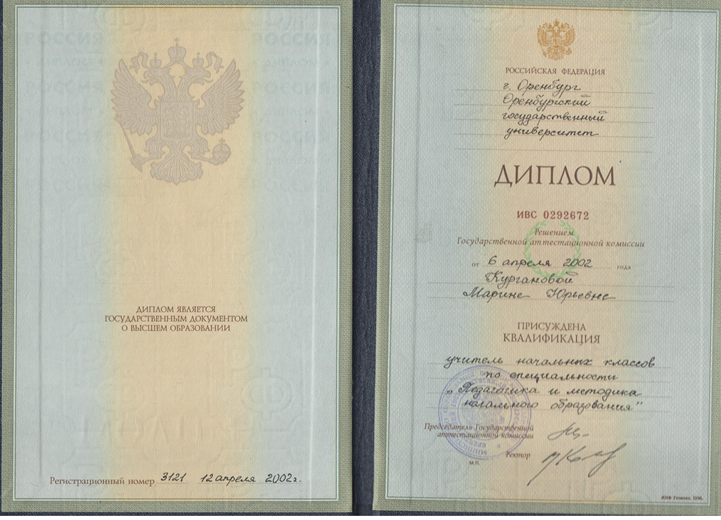 ДИПЛОМ ЯВЛЯЕТСЯ
ГОСУДАРСТВЕННЫМ ДОКУМЕНТОМ
О ВЫСШЕМ ОБРАЗОВАНИИ
Регистрационный номер 3121 12 апреля 2002г.
РОССИЙСКАЯ ФЕДЕРАЦИЯ
г. Оренбург
Оренбургский
государственный
университет
ДИПЛОМ
ИВС 0292672
Решением
Государственной аттестационной комиссии
от 6 апреля 2002 года
Кургановой
Марине Юрьевне
ПРИСУЖДЕНА
КВАЛИФИКАЦИЯ
учитель начальных классов
по специальности
„Педагогика и методика
начального образования"
Председатель Государственной
аттестационной комиссии
Ректор
М.П.